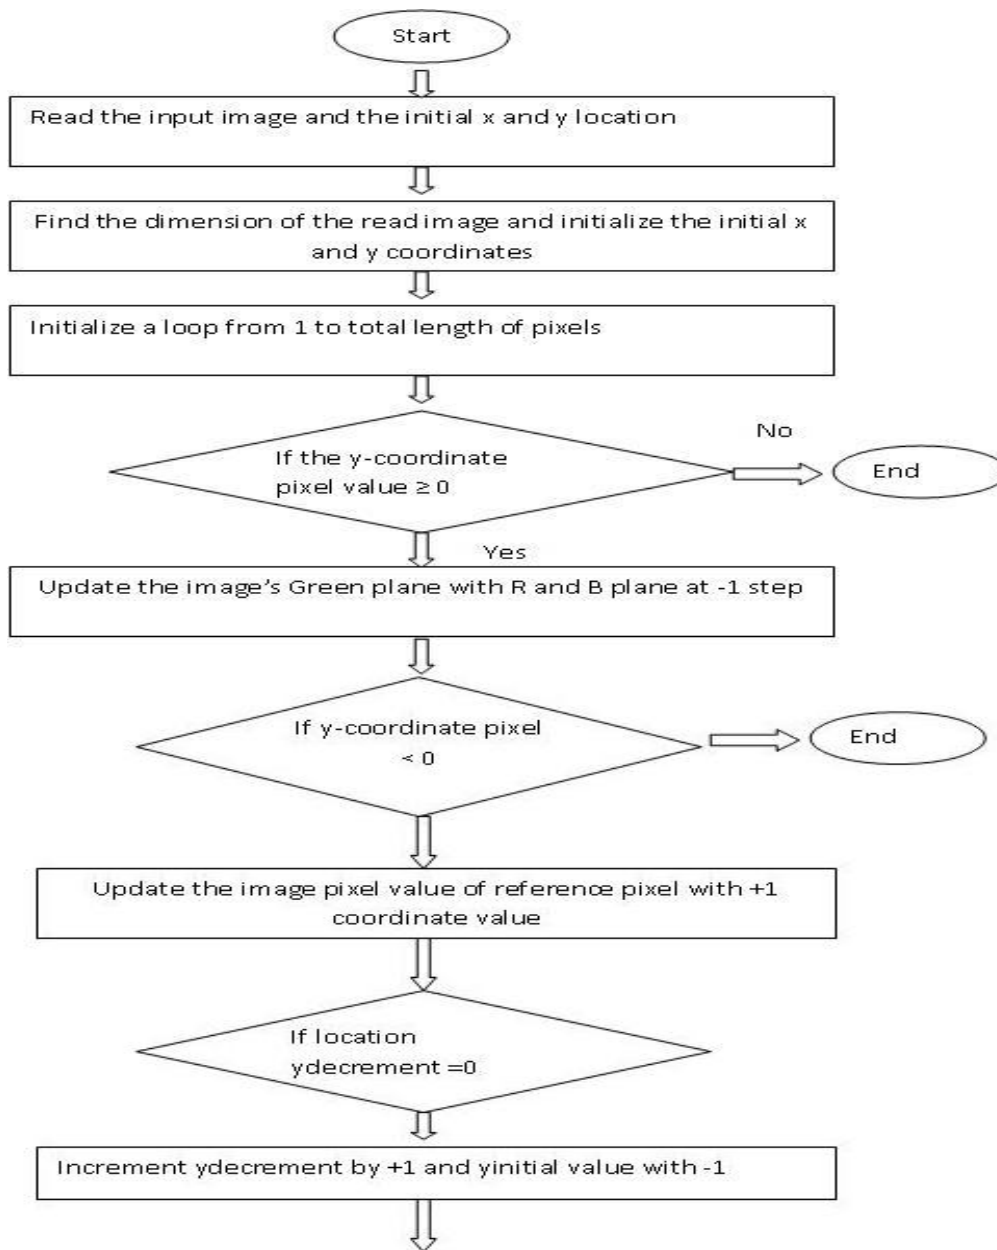 Start
Read the input image and the initial x and y location
Find the dimension of the read image and initialize the initial x
and y coordinates
Initialize a loop from 1 to total length of pixels
If the y-coordinate
pixel value ≥ 0
No
End
Yes
Update the image's Green plane with R and B plane at -1 step
If y-coordinate pixel
< 0
End
Update the image pixel value of reference pixel with +1
coordinate value
If location
ydecrement =0
Increment ydecrement by +1 and yinitial value with -1